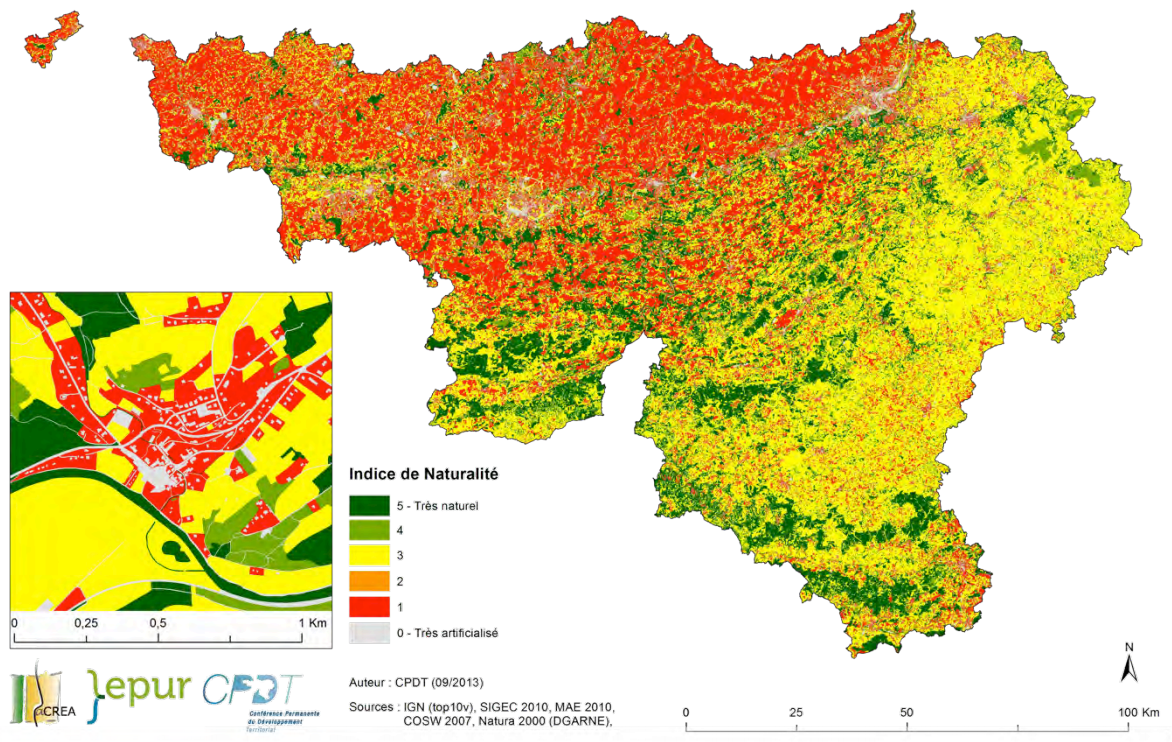 Indice de Naturalité
5 - Très naturel
4
3
2
1
0 - Très artificialisé
0 0,25 0,5 1 Km
aCREA
lepur
CPDT
Conférence Permanente
du Développement
Territorial
Auteur : CPDT (09/2013)
Sources : IGN (top10v), SIGEC 2010, MAE 2010,
COSW 2007, Natura 2000 (DGARNE),
N
0 25 50 100 Km